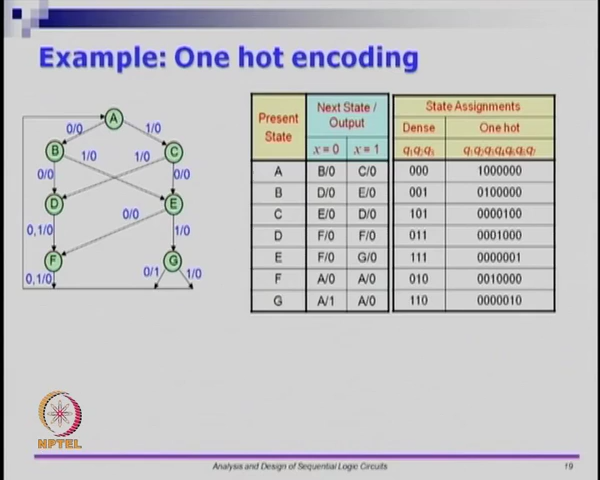 Example: One hot encoding
A
0/0 1/0
B 1/0 1/0 C
0/0 0/0
D 0/0 E
0,1/0 1/0
F G
0,1/0 0/1 1/0
Present State Next State / Output State Assignments
Dense One hot
x = 0 x = 1 q₁q₂q₃ q₁q₂q₃q₄q₅q₆q₇
A B/0 C/0 000 1000000
B D/0 E/0 001 0100000
C E/0 D/0 101 0000100
D F/0 F/0 011 0001000
E F/0 G/0 111 0000001
F A/0 A/0 010 0010000
G A/1 A/0 110 0000010
NPTEL
Analysis and Design of Sequential Logic Circuits 19